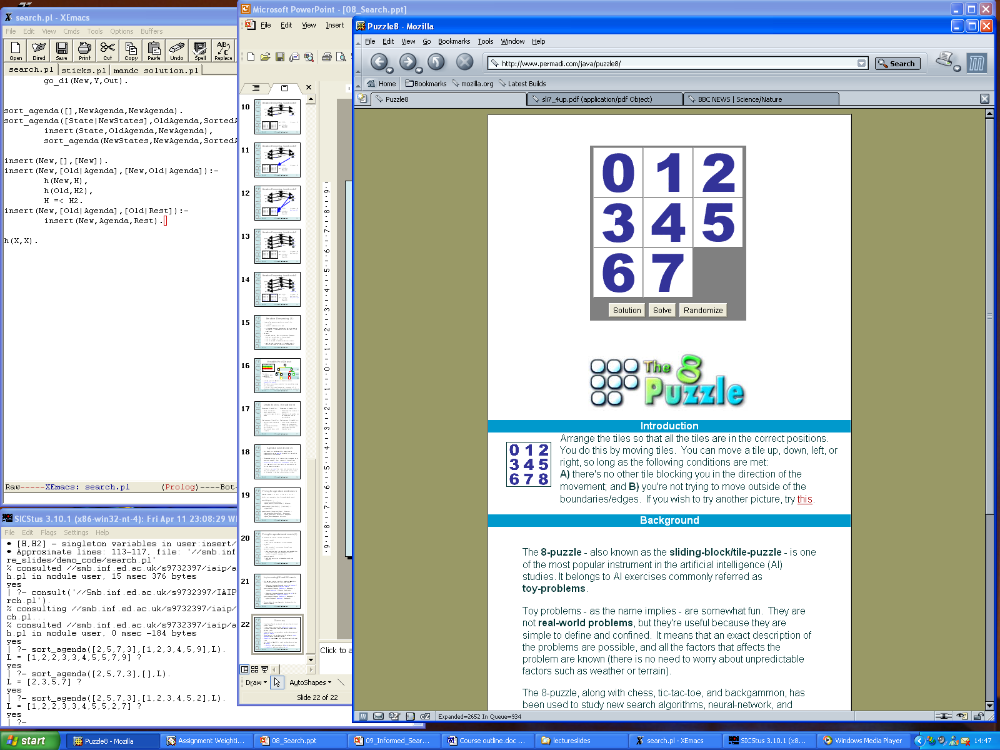 search.pl - XEmacs
File Edit View Cmds Tools Options Buffers
Open Dired Save Print Cut Copy Paste Undo Spell Replace
search.pl sticks.pl mandc solution.pl
go_d1(New,Y,Out).
sort_agenda([],NewAgenda,NewAgenda).
sort_agenda([State|NewStates],OldAgenda,SortedA
insert(State,OldAgenda,NewAgenda),
sort_agenda(NewStates,NewAgenda,SortedA
insert(New,[],[New]).
insert(New,[Old|Agenda],[New,Old|Agenda]):-
h(New,H),
h(Old,H2),
H =< H2.
insert(New,[Old|Agenda],[Old|Rest]):-
insert(New,Agenda,Rest).
h(X,X).
Raw-----XEmacs: search.pl (Prolog)----Bot-
SICStus 3.10.1 (x86-win32-nt-4): Fri Apr 11 23:08:29 W
File Edit Flags Settings Help
* [H,H2] - singleton variables in user:insert/
* Approximate lines: 113-117, file: '//smb.inf
re_slides/demo_code/search.pl'
% consulted //smb.inf.ed.ac.uk/s9732397/iaip/a
h.pl in module user, 15 msec 376 bytes
yes
| ?- consult('//Smb.inf.ed.ac.uk/s9732397/IAIP
rch.pl').
% consulting //smb.inf.ed.ac.uk/s9732397/iaip/
ch.pl...
% consulted //smb.inf.ed.ac.uk/s9732397/iaip/a
h.pl in module user, 0 msec -184 bytes
yes
| ?- sort_agenda([2,5,7,3],[1,2,3,4,5,9],L).
L = [1,2,2,3,3,4,5,5,7,9] ?
yes
| ?- sort_agenda([2,5,7,3],[],L).
L = [2,3,5,7] ?
yes
| ?- sort_agenda([2,5,7,3],[1,2,3,4,5,2],L).
L = [1,2,2,3,3,4,5,5,2,7] ?
yes
| ?-
Microsoft PowerPoint - [08_Search.ppt]
File Edit View Insert
10
11
12
13
14
15
16
17
18
19
20
21
22
Click to a
Draw AutoShapes
Slide 22 of 22
Puzzle8 - Mozilla
File Edit View Go Bookmarks Tools Window Help
http://www.permadi.com/java/puzzle8/ Search
Home Bookmarks mozilla.org Latest Builds
Puzzle8 sli7_4up.pdf (application/pdf Object) BBC NEWS | Science/Nature
0 1 2
3 4 5
6 7
Solution Solve Randomize
The 8
Puzzle
Introduction
0 1 2
3 4 5
6 7 8
Arrange the tiles so that all the tiles are in the correct positions.
You do this by moving tiles. You can move a tile up, down, left, or
right, so long as the following conditions are met:
A) there's no other tile blocking you in the direction of the
movement; and B) you're not trying to move outside of the
boundaries/edges. If you wish to try another picture, try this.
Background
The 8-puzzle - also known as the sliding-block/tile-puzzle - is one
of the most popular instrument in the artificial intelligence (AI)
studies. It belongs to AI exercises commonly referred as
toy-problems.
Toy problems - as the name implies - are somewhat fun. They are
not real-world problems, but they're useful because they are
simple to define and confined. It means that an exact description of
the problems are possible, and all the factors that affects the
problem are known (there is no need to worry about unpredictable
factors such as weather or terrain).
The 8-puzzle, along with chess, tic-tac-toe, and backgammon, has
been used to study new search algorithms, neural-network, and
Expanded=2652 In Queue=934
start Puzzle8 - Mozilla Assignment Weighti... 08_Search.ppt 09_Informed_Sear... Course outline.doc ... lectureslides search.pl - XEmacs SICStus 3.10.1 (x8... Windows Media Player 14:47